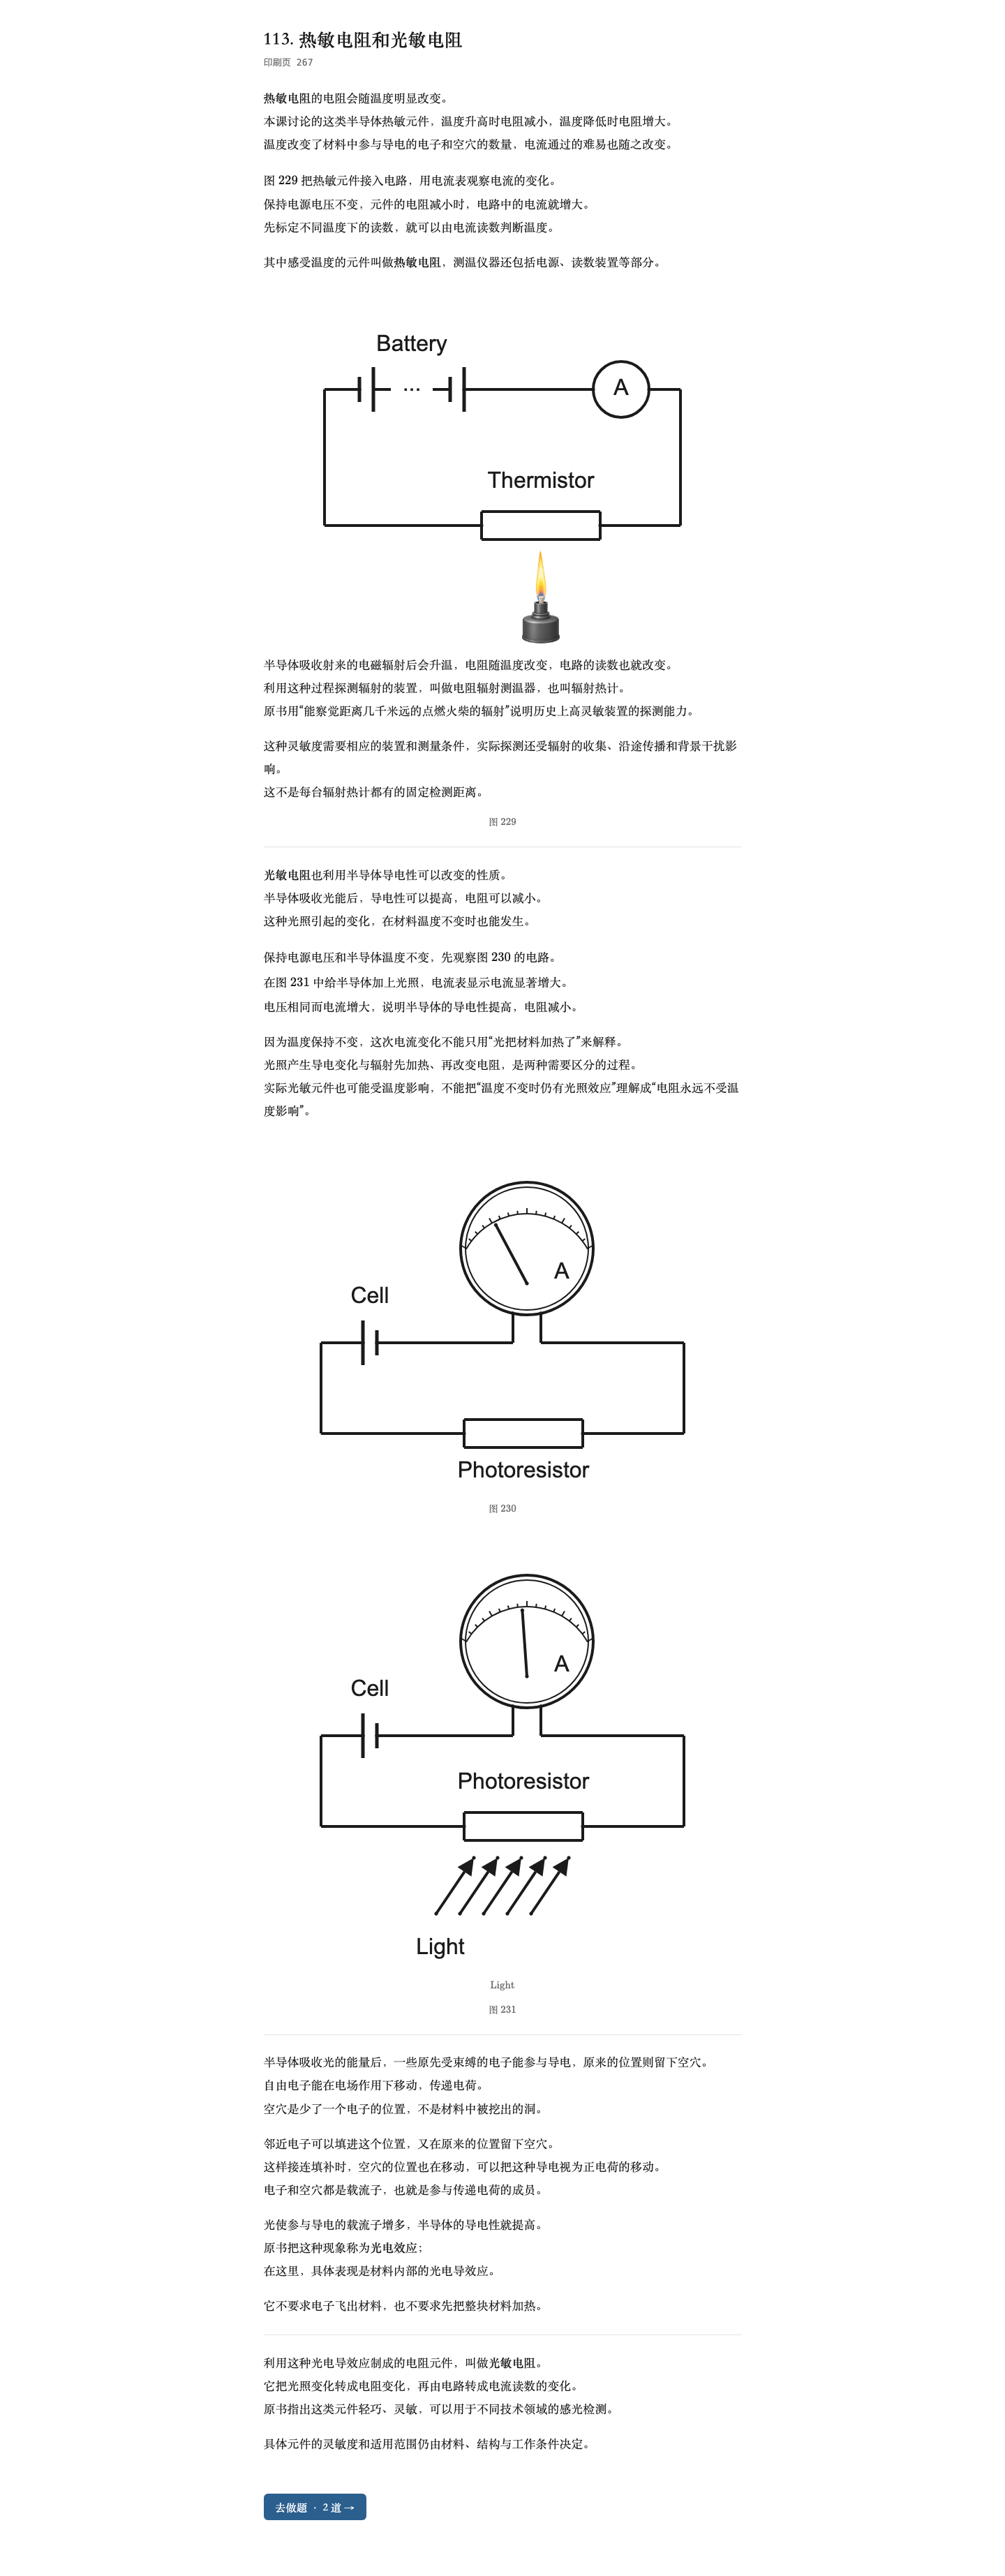 113. 热敏电阻和光敏电阻
印刷页 267
热敏电阻的电阻会随温度明显改变。
本课讨论的这类半导体热敏元件，温度升高时电阻减小，温度降低时电阻增大。
温度改变了材料中参与导电的电子和空穴的数量，电流通过的难易也随之改变。
图 229 把热敏元件接入电路，用电流表观察电流的变化。
保持电源电压不变，元件的电阻减小时，电路中的电流就增大。
先标定不同温度下的读数，就可以由电流读数判断温度。
其中感受温度的元件叫做热敏电阻，测温仪器还包括电源、读数装置等部分。
Battery
...
A
Thermistor
半导体吸收射来的电磁辐射后会升温，电阻随温度改变，电路的读数也就改变。
利用这种过程探测辐射的装置，叫做电阻辐射测温器，也叫辐射热计。
原书用“能察觉距离几千米远的点燃火柴的辐射”说明历史上高灵敏装置的探测能力。
这种灵敏度需要相应的装置和测量条件，实际探测还受辐射的收集、沿途传播和背景干扰影
响。
这不是每台辐射热计都有的固定检测距离。
图 229
光敏电阻也利用半导体导电性可以改变的性质。
半导体吸收光能后，导电性可以提高，电阻可以减小。
这种光照引起的变化，在材料温度不变时也能发生。
保持电源电压和半导体温度不变，先观察图 230 的电路。
在图 231 中给半导体加上光照，电流表显示电流显著增大。
电压相同而电流增大，说明半导体的导电性提高，电阻减小。
因为温度保持不变，这次电流变化不能只用“光把材料加热了”来解释。
光照产生导电变化与辐射先加热、再改变电阻，是两种需要区分的过程。
实际光敏元件也可能受温度影响，不能把“温度不变时仍有光照效应”理解成“电阻永远不受温
度影响”。
A
Cell
Photoresistor
图 230
A
Cell
Photoresistor
Light
Light
图 231
半导体吸收光的能量后，一些原先受束缚的电子能参与导电，原来的位置则留下空穴。
自由电子能在电场作用下移动，传递电荷。
空穴是少了一个电子的位置，不是材料中被挖出的洞。
邻近电子可以填进这个位置，又在原来的位置留下空穴。
这样接连填补时，空穴的位置也在移动，可以把这种导电视为正电荷的移动。
电子和空穴都是载流子，也就是参与传递电荷的成员。
光使参与导电的载流子增多，半导体的导电性就提高。
原书把这种现象称为光电效应；
在这里，具体表现是材料内部的光电导效应。
它不要求电子飞出材料，也不要求先把整块材料加热。
利用这种光电导效应制成的电阻元件，叫做光敏电阻。
它把光照变化转成电阻变化，再由电路转成电流读数的变化。
原书指出这类元件轻巧、灵敏，可以用于不同技术领域的感光检测。
具体元件的灵敏度和适用范围仍由材料、结构与工作条件决定。
去做题 · 2 道 →